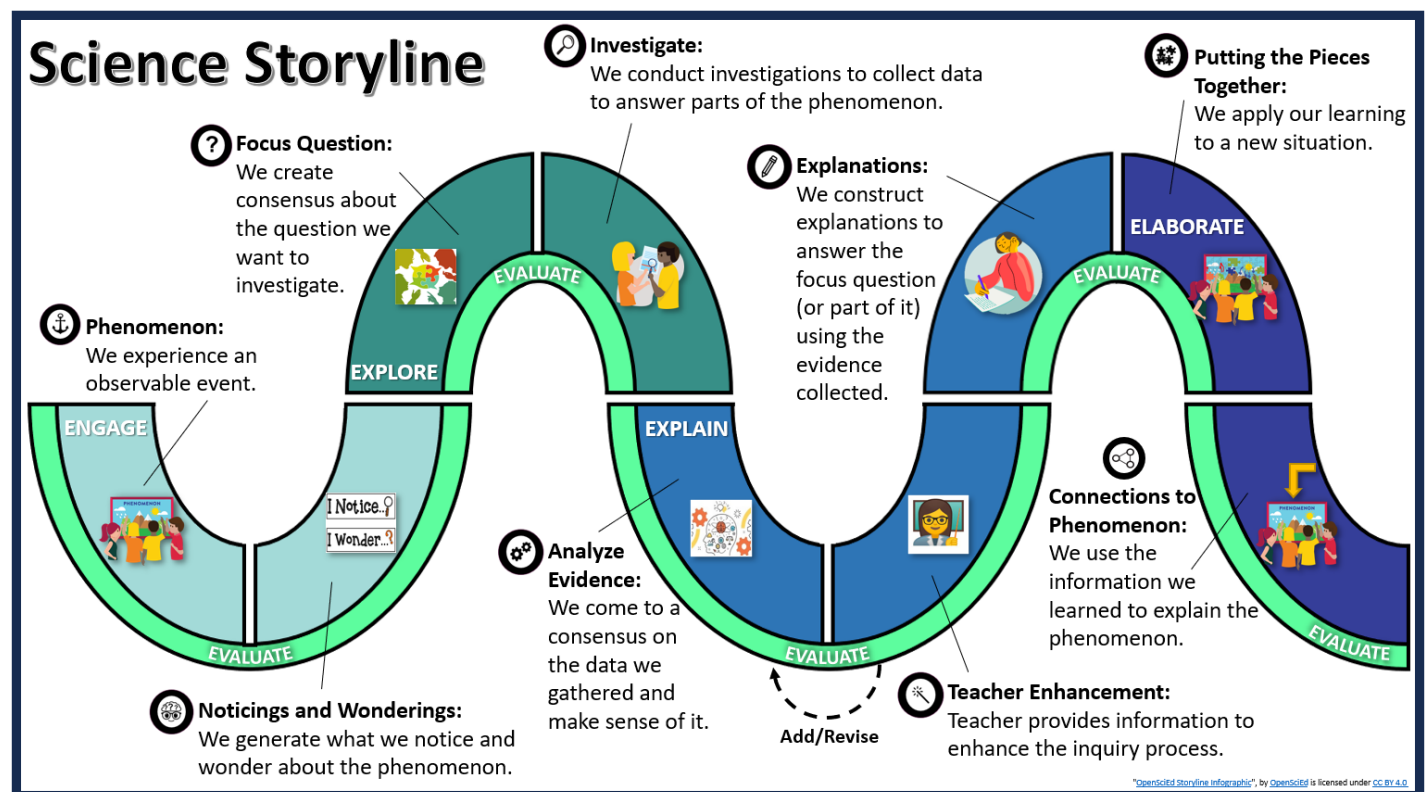 Science Storyline
Investigate:
We conduct investigations to collect data
to answer parts of the phenomenon.
Putting the Pieces
Together:
We apply our learning
to a new situation.
?
Focus Question:
We create
consensus about
the question we
want to
investigate.
Explanations:
We construct
explanations to
answer the
focus question
(or part of it)
using the
evidence
collected.
ELABORATE
EVALUATE
EVALUATE
Phenomenon:
We experience an
observable event.
EXPLORE
ENGAGE
EXPLAIN
PHENOMENON
I Notice..
I Wonder..?
Connections to
Phenomenon:
We use the
information we
learned to explain the
phenomenon.
PHENOMENON
Analyze
Evidence:
We come to a
consensus on
the data we
gathered and
make sense of it.
EVALUATE
EVALUATE
EVALUATE
Add/Revise
Noticings and Wonderings:
We generate what we notice and
wonder about the phenomenon.
Teacher Enhancement:
Teacher provides information to
enhance the inquiry process.
"OpenSciEd Storyline Infographic", by OpenSciEd is licensed under CC BY 4.0